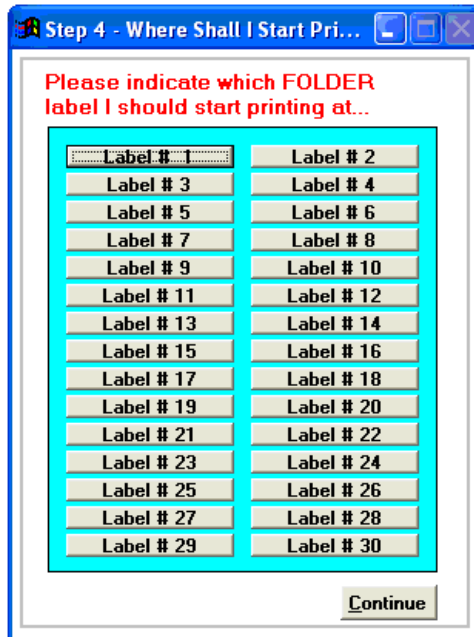 Step 4 - Where Shall I Start Pri...
Please indicate which FOLDER
label I should start printing at...
Label # 1 Label # 2
Label # 3 Label # 4
Label # 5 Label # 6
Label # 7 Label # 8
Label # 9 Label # 10
Label # 11 Label # 12
Label # 13 Label # 14
Label # 15 Label # 16
Label # 17 Label # 18
Label # 19 Label # 20
Label # 21 Label # 22
Label # 23 Label # 24
Label # 25 Label # 26
Label # 27 Label # 28
Label # 29 Label # 30
Continue